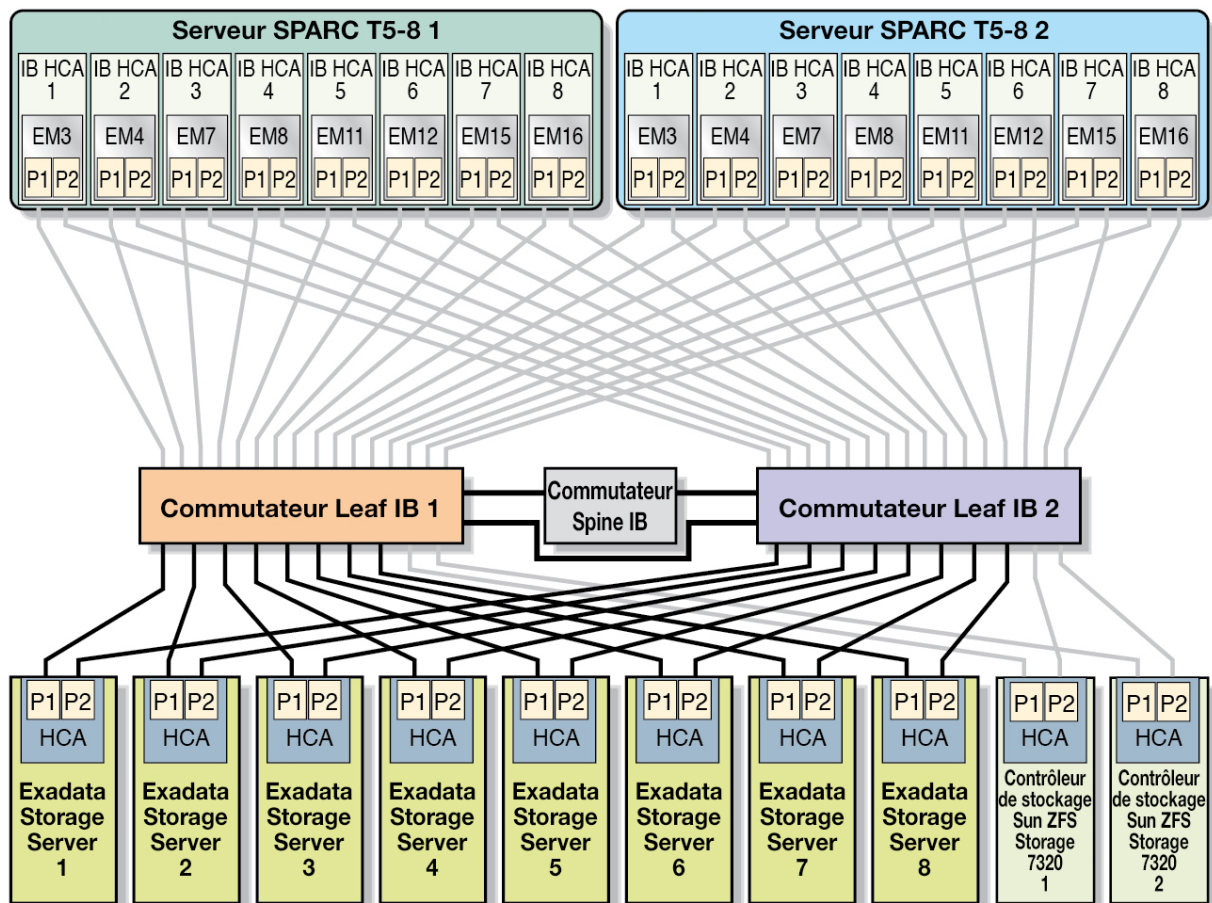 Serveur SPARC T5-8 1
IB HCA IB HCA IB HCA IB HCA IB HCA IB HCA IB HCA IB HCA
1 2 3 4 5 6 7 8
EM3 EM4 EM7 EM8 EM11 EM12 EM15 EM16
P1 P2 P1 P2 P1 P2 P1 P2 P1 P2 P1 P2 P1 P2 P1 P2
Serveur SPARC T5-8 2
IB HCA IB HCA IB HCA IB HCA IB HCA IB HCA IB HCA IB HCA
1 2 3 4 5 6 7 8
EM3 EM4 EM7 EM8 EM11 EM12 EM15 EM16
P1 P2 P1 P2 P1 P2 P1 P2 P1 P2 P1 P2 P1 P2 P1 P2
Commutateur Leaf IB 1
Commutateur
Spine IB
Commutateur Leaf IB 2
P1 P2
HCA
Exadata
Storage
Server
1
P1 P2
HCA
Exadata
Storage
Server
2
P1 P2
HCA
Exadata
Storage
Server
3
P1 P2
HCA
Exadata
Storage
Server
4
P1 P2
HCA
Exadata
Storage
Server
5
P1 P2
HCA
Exadata
Storage
Server
6
P1 P2
HCA
Exadata
Storage
Server
7
P1 P2
HCA
Exadata
Storage
Server
8
P1 P2
HCA
Contrôleur
de stockage
Sun ZFS
Storage
7320
1
P1 P2
HCA
Contrôleur
de stockage
Sun ZFS
Storage
7320
2